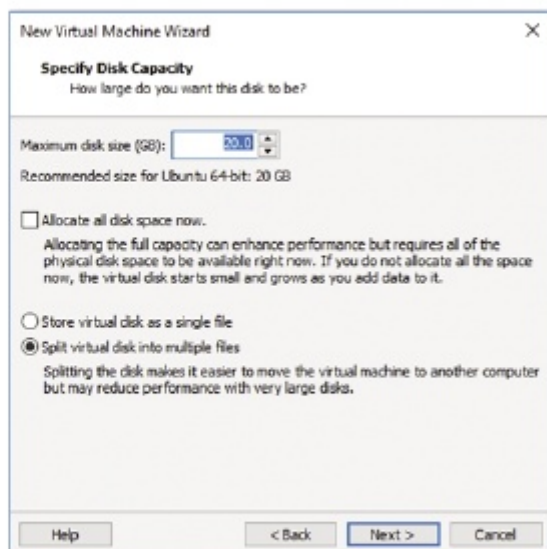 New Virtual Machine Wizard
Specify Disk Capacity
How large do you want this disk to be?
Maximum disk size (GB): 20.0
Recommended size for Ubuntu 64-bit: 20 GB
Allocate all disk space now.
Allocating the full capacity can enhance performance but requires all of the
physical disk space to be available right now. If you do not allocate all the space
now, the virtual disk starts small and grows as you add data to it.
Store virtual disk as a single file
Split virtual disk into multiple files
Splitting the disk makes it easier to move the virtual machine to another computer
but may reduce performance with very large disks.
Help < Back Next > Cancel